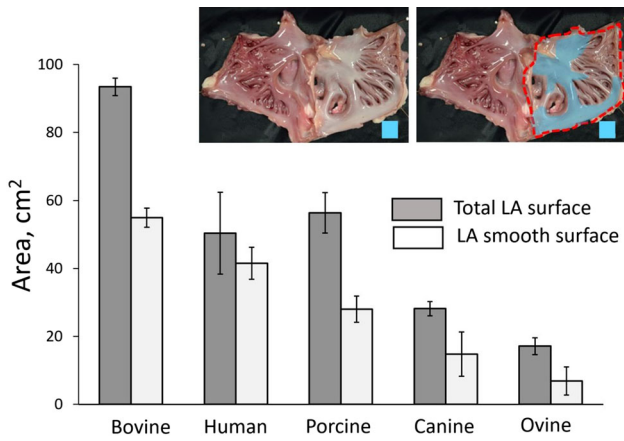 Area, cm²
100
80
60
40
20
0
Total LA surface
LA smooth surface
Bovine Human Porcine Canine Ovine